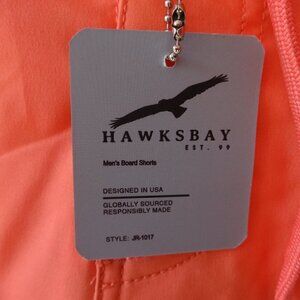 HAWKSBAY
EST. 99
Men's Board Shorts
DESIGNED IN USA
GLOBALLY SOURCED
RESPONSIBLY MADE
STYLE: JR-1017